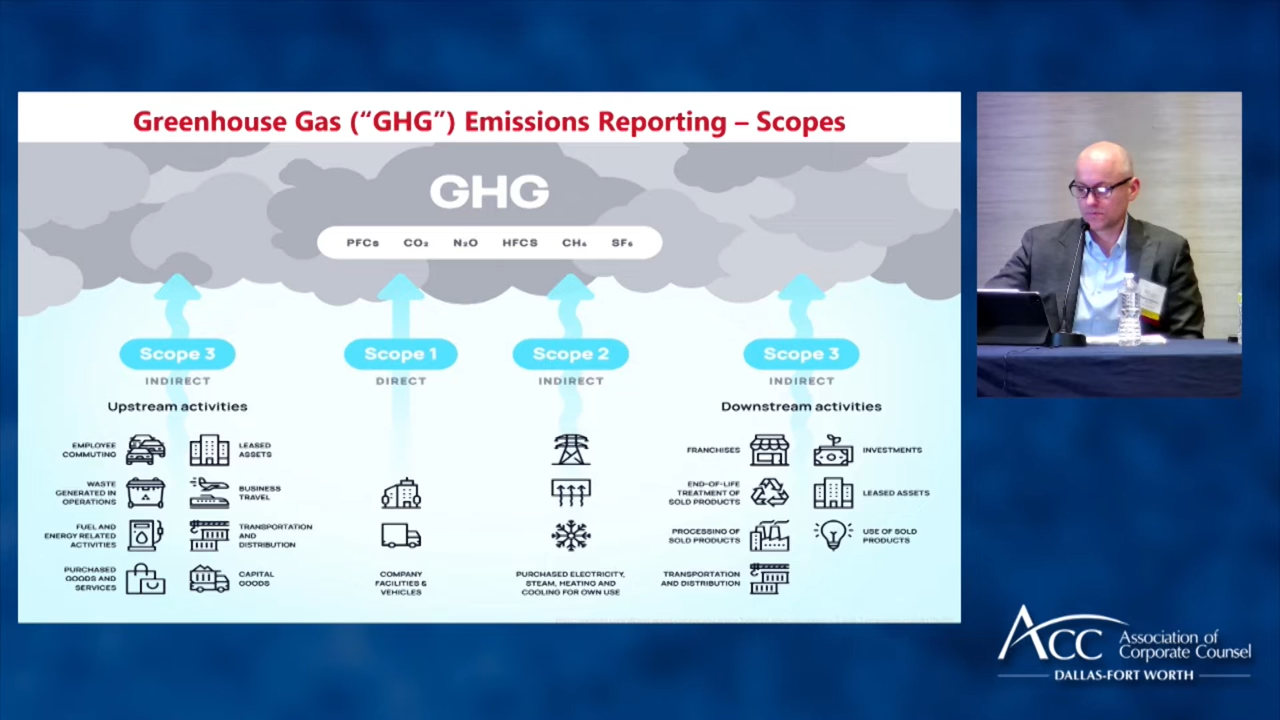 Greenhouse Gas (“GHG”) Emissions Reporting – Scopes
GHG
PFCs CO₂ N₂O HFCS CH₄ SF₆
Scope 3
INDIRECT
Upstream activities
EMPLOYEE
COMMUTING
LEASED
ASSETS
WASTE
GENERATED IN
OPERATIONS
BUSINESS
TRAVEL
FUEL AND
ENERGY RELATED
ACTIVITIES
TRANSPORTATION
AND
DISTRIBUTION
PURCHASED
GOODS AND
SERVICES
CAPITAL
GOODS
Scope 1
DIRECT
COMPANY
FACILITIES &
VEHICLES
Scope 2
INDIRECT
PURCHASED ELECTRICITY,
STEAM, HEATING AND
COOLING FOR OWN USE
Scope 3
INDIRECT
Downstream activities
FRANCHISES
INVESTMENTS
END-OF-LIFE
TREATMENT OF
SOLD PRODUCTS
LEASED ASSETS
PROCESSING OF
SOLD PRODUCTS
USE OF SOLD
PRODUCTS
TRANSPORTATION
AND DISTRIBUTION
ACC Association of
Corporate Counsel
DALLAS-FORT WORTH